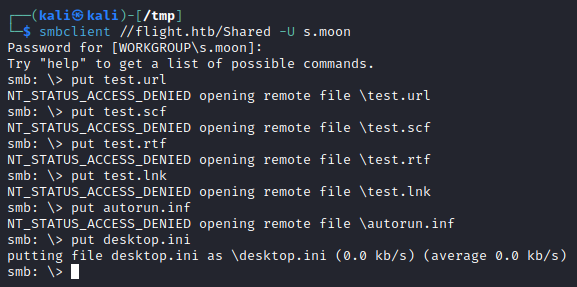 ┌──(kali㉿kali)-[/tmp]
└─$ smbclient //flight.htb/Shared -U s.moon
Password for [WORKGROUP\s.moon]:
Try "help" to get a list of possible commands.
smb: \> put test.url
NT_STATUS_ACCESS_DENIED opening remote file \test.url
smb: \> put test.scf
NT_STATUS_ACCESS_DENIED opening remote file \test.scf
smb: \> put test.rtf
NT_STATUS_ACCESS_DENIED opening remote file \test.rtf
smb: \> put test.lnk
NT_STATUS_ACCESS_DENIED opening remote file \test.lnk
smb: \> put autorun.inf
NT_STATUS_ACCESS_DENIED opening remote file \autorun.inf
smb: \> put desktop.ini
putting file desktop.ini as \desktop.ini (0.0 kb/s) (average 0.0 kb/s)
smb: \>